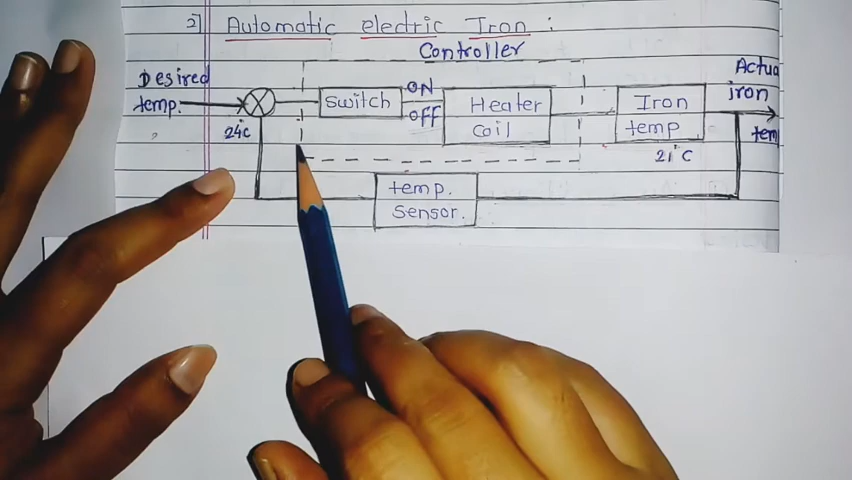 2] Automatic electric Iron :
Controller
Desired temp.
24°C
Switch
ON
OFF
Heater coil
Iron temp
21°C
Actua
iron
tem
temp.
Sensor.